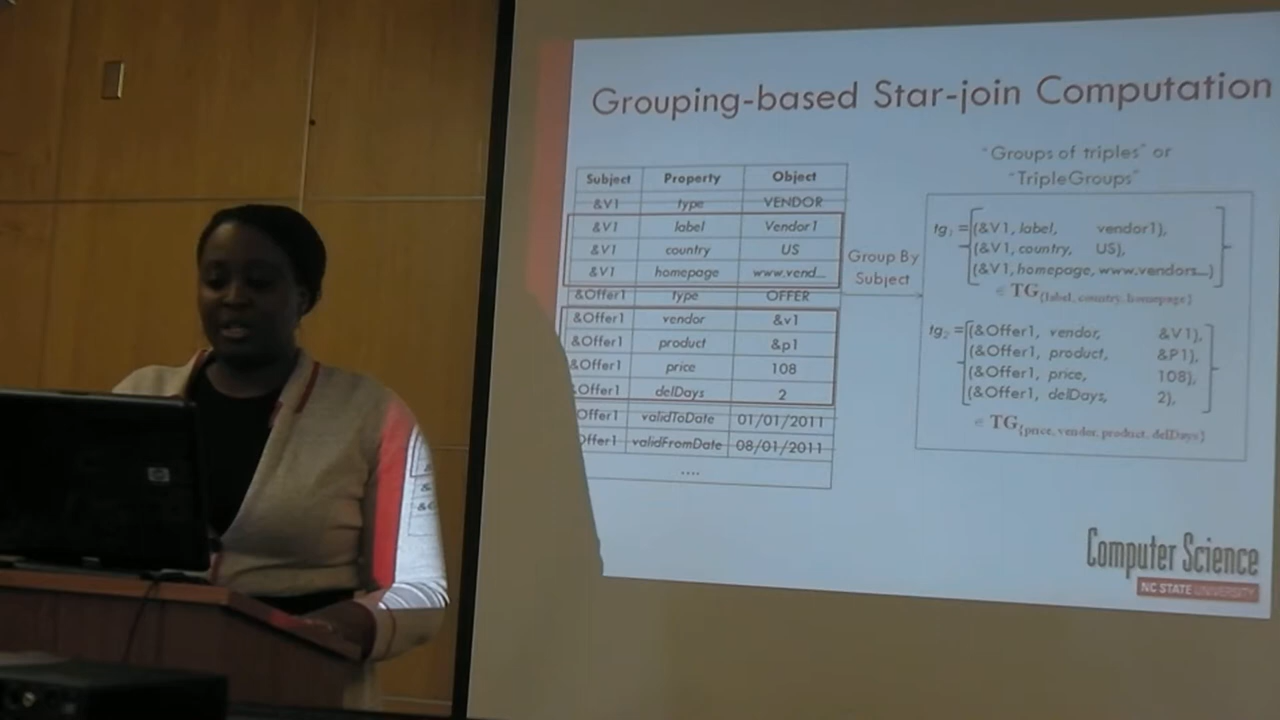 Grouping-based Star-join Computation
Subject Property Object
&V1 type VENDOR
&V1 label Vendor1
&V1 country US
&V1 homepage www.vend...
&Offer1 type OFFER
&Offer1 vendor &v1
&Offer1 product &p1
&Offer1 price 108
&Offer1 delDays 2
Offer1 validToDate 01/01/2011
Offer1 validFromDate 08/01/2011
....
Group By
Subject
"Groups of triples" or
"TripleGroups"
tg1 = (&V1, label, vendor1),
(&V1, country, US),
(&V1, homepage, www.vendors...)
∈ TG{label, country, homepage}
tg2 = (&Offer1, vendor, &V1),
(&Offer1, product, &P1),
(&Offer1, price, 108),
(&Offer1, delDays, 2),
∈ TG{price, vendor, product, delDays}
Computer Science
NC STATE UNIVERSITY
hp